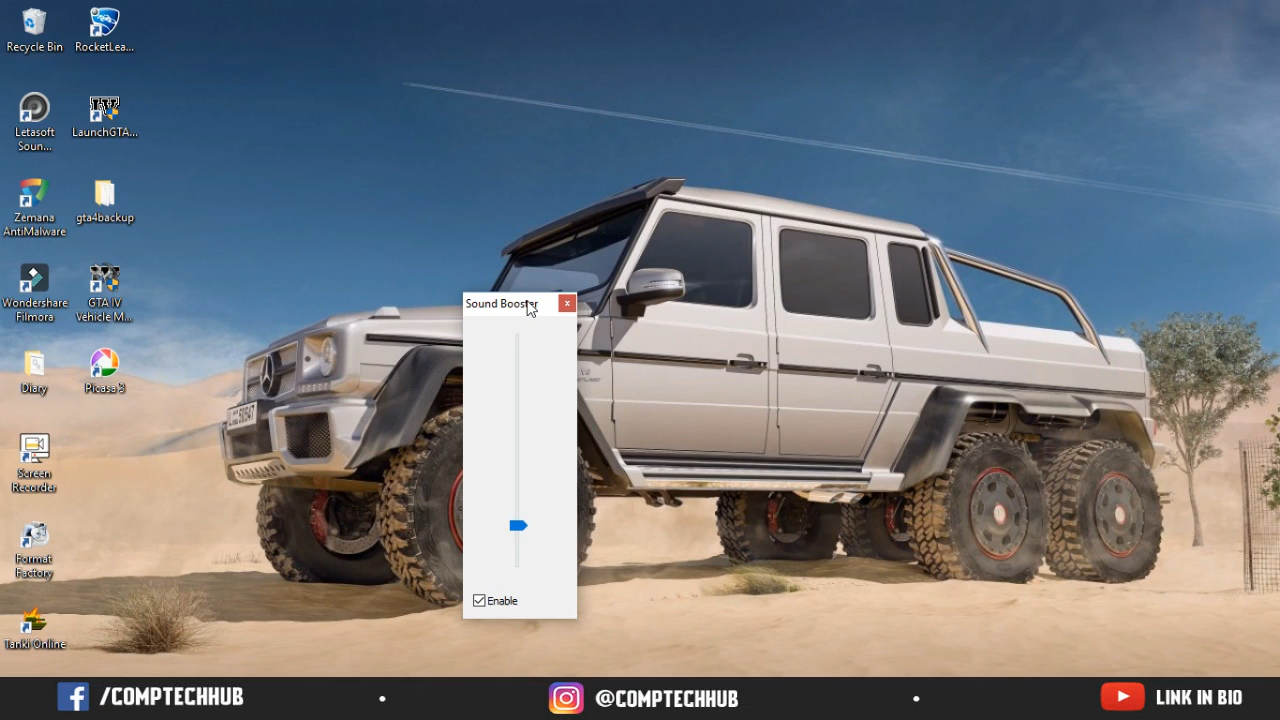 Recycle Bin
RocketLea...
Letasoft
Soun...
LaunchGTA...
Zemana
AntiMalware
gta4backup
Wondershare
Filmora
GTA IV
Vehicle M...
Diary
Picasa 3
Screen
Recorder
Format
Factory
Tanki Online
Sound Booster
x
Enable
/COMPTECHHUB
@COMPTECHHUB
LINK IN BIO